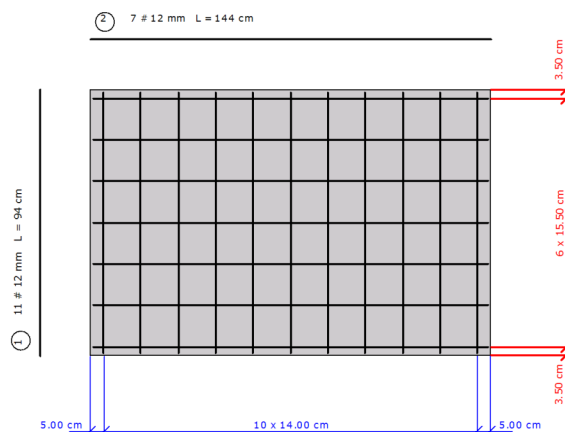 2 7 # 12 mm L = 144 cm
3.50 cm
1 11 # 12 mm L = 94 cm
6 x 15.50 cm
3.50 cm
5.00 cm 10 x 14.00 cm 5.00 cm